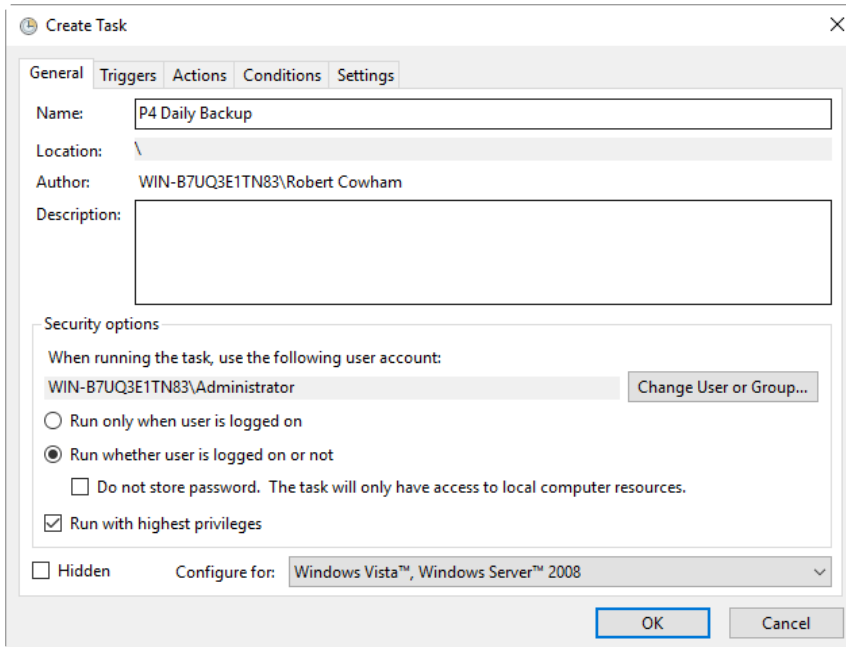 Create Task
General Triggers Actions Conditions Settings
Name: P4 Daily Backup
Location: \
Author: WIN-B7UQ3E1TN83\Robert Cowham
Description:
Security options
When running the task, use the following user account:
WIN-B7UQ3E1TN83\Administrator Change User or Group...
Run only when user is logged on
Run whether user is logged on or not
Do not store password. The task will only have access to local computer resources.
Run with highest privileges
Hidden Configure for: Windows Vista™, Windows Server™ 2008
OK Cancel